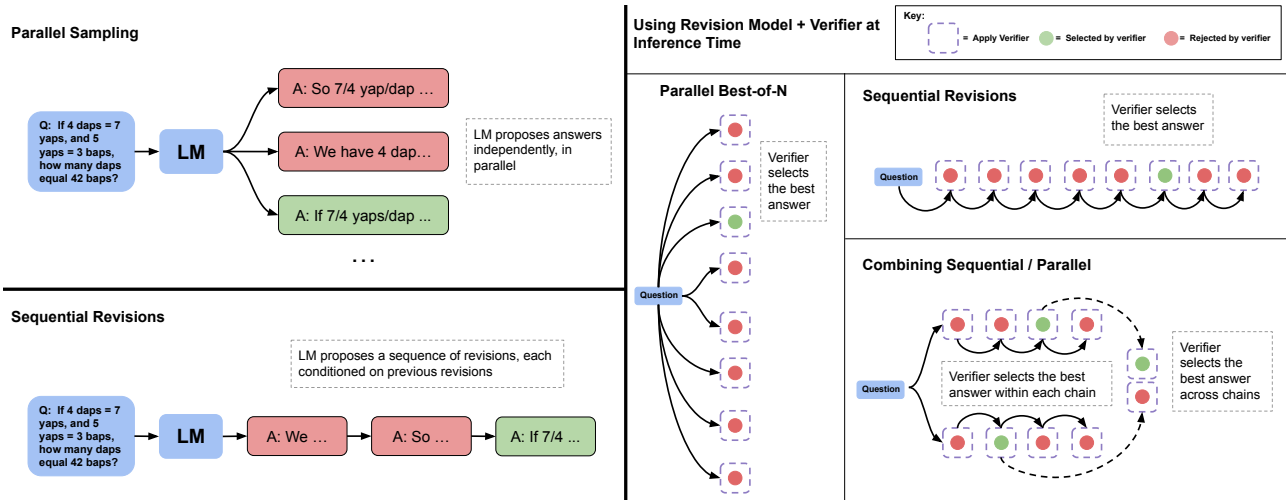 Parallel Sampling
Q: If 4 daps = 7
yaps, and 5
yaps = 3 baps,
how many daps
equal 42 baps?
LM
A: So 7/4 yap/dap ...
A: We have 4 dap...
A: If 7/4 yaps/dap ...
...
LM proposes answers
independently, in
parallel
Sequential Revisions
LM proposes a sequence of revisions, each
conditioned on previous revisions
Q: If 4 daps = 7
yaps, and 5
yaps = 3 baps,
how many daps
equal 42 baps?
LM
A: We ...
A: So ...
A: If 7/4 ...
Using Revision Model + Verifier at
Inference Time
Key:
= Apply Verifier
= Selected by verifier
= Rejected by verifier
Parallel Best-of-N
Verifier
selects
the best
answer
Question
Sequential Revisions
Verifier selects
the best answer
Question
Combining Sequential / Parallel
Question
Verifier selects the best
answer within each chain
Verifier
selects the
best answer
across chains